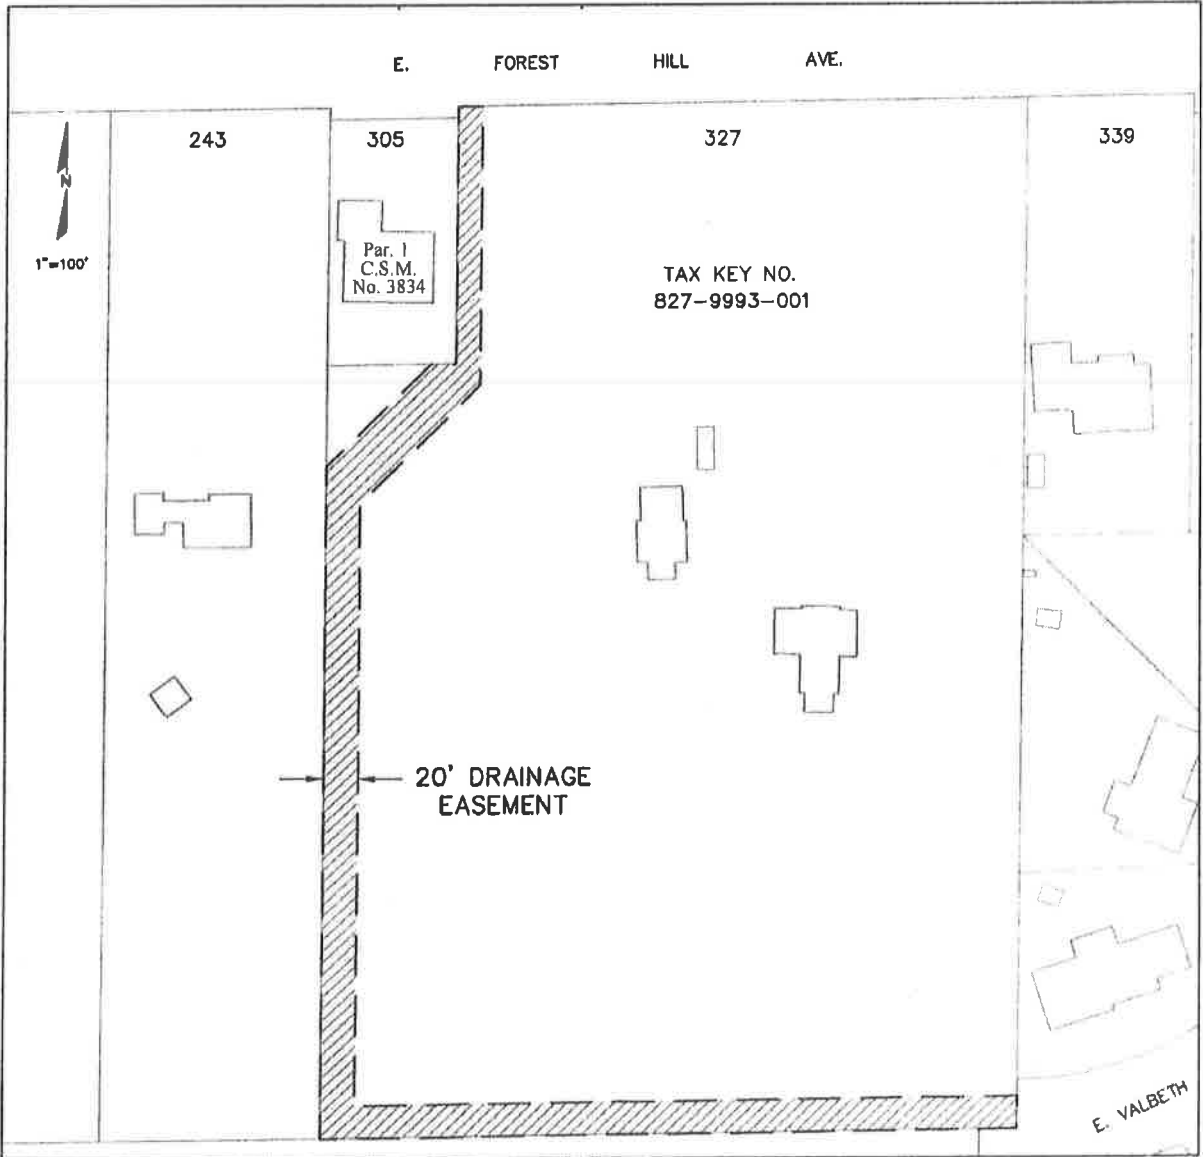 E. FOREST HILL AVE.
243
305
327
339
N
1"=100'
Par. 1
C.S.M.
No. 3834
TAX KEY NO.
827-9993-001
20' DRAINAGE
EASEMENT
E. VALBETH